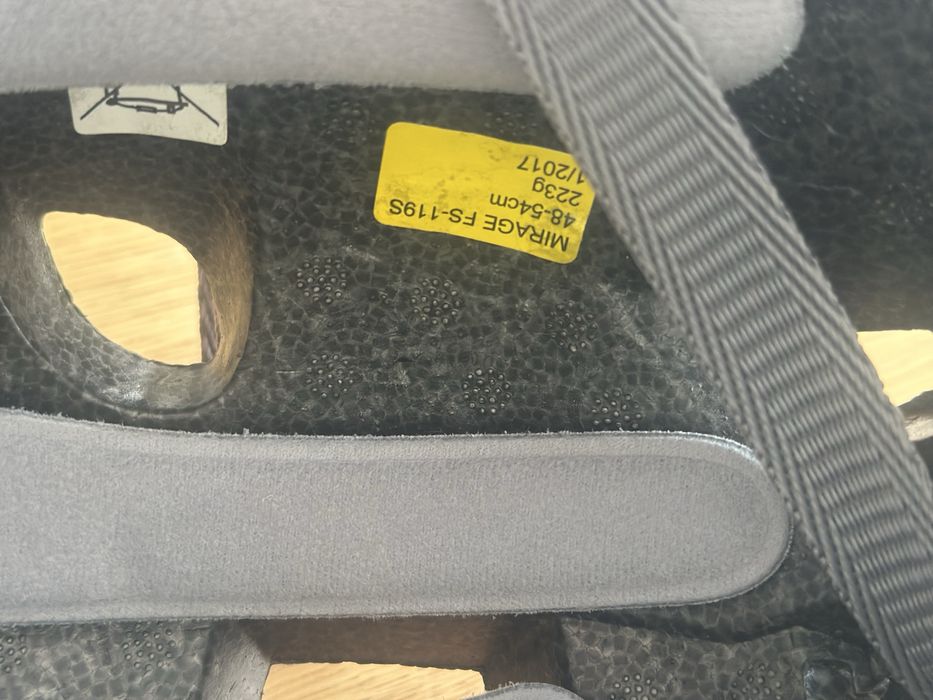 MIRAGE FS-119S
48-54cm
223g
1/2017